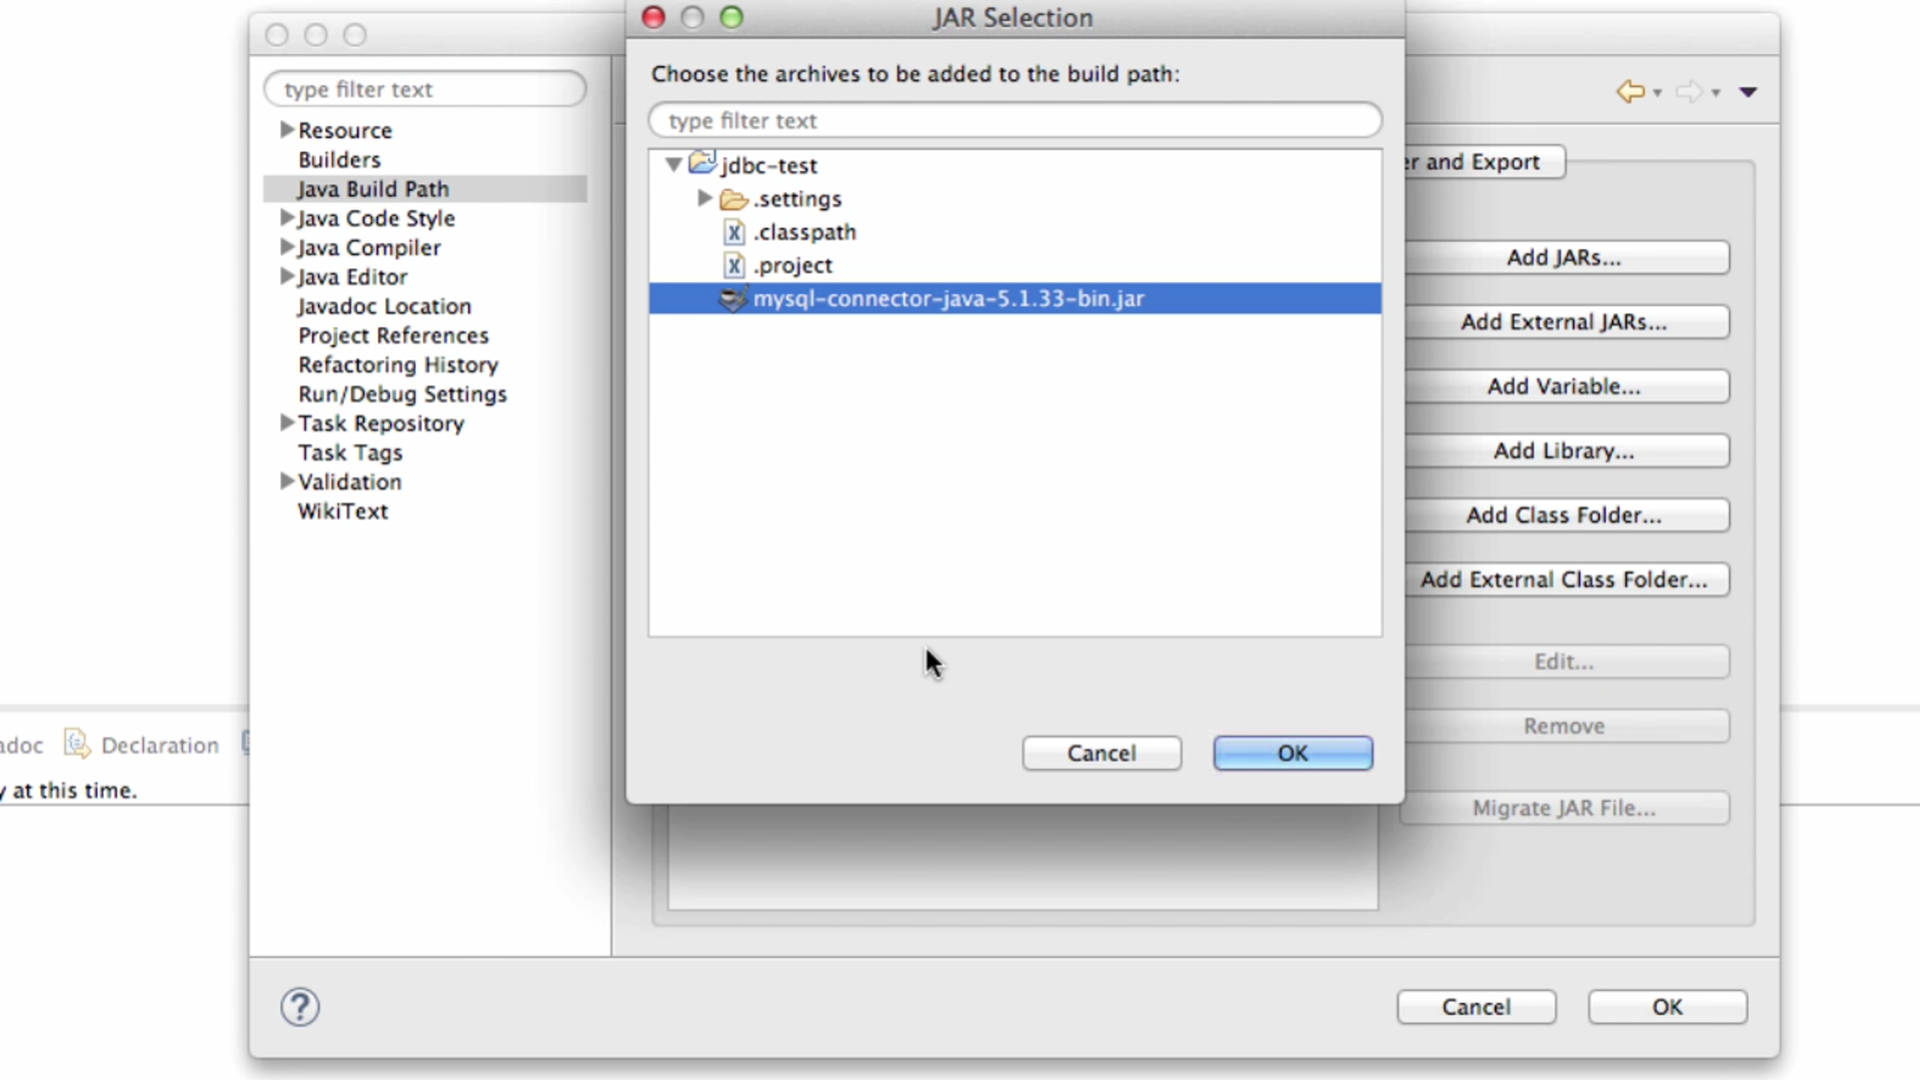 JAR Selection
Choose the archives to be added to the build path:
type filter text
jdbc-test
.settings
.classpath
.project
mysql-connector-java-5.1.33-bin.jar
Cancel
OK
type filter text
Resource
Builders
Java Build Path
Java Code Style
Java Compiler
Java Editor
Javadoc Location
Project References
Refactoring History
Run/Debug Settings
Task Repository
Task Tags
Validation
WikiText
er and Export
Add JARs...
Add External JARs...
Add Variable...
Add Library...
Add Class Folder...
Add External Class Folder...
Edit...
Remove
Migrate JAR File...
adoc
Declaration
y at this time.
?
Cancel
OK